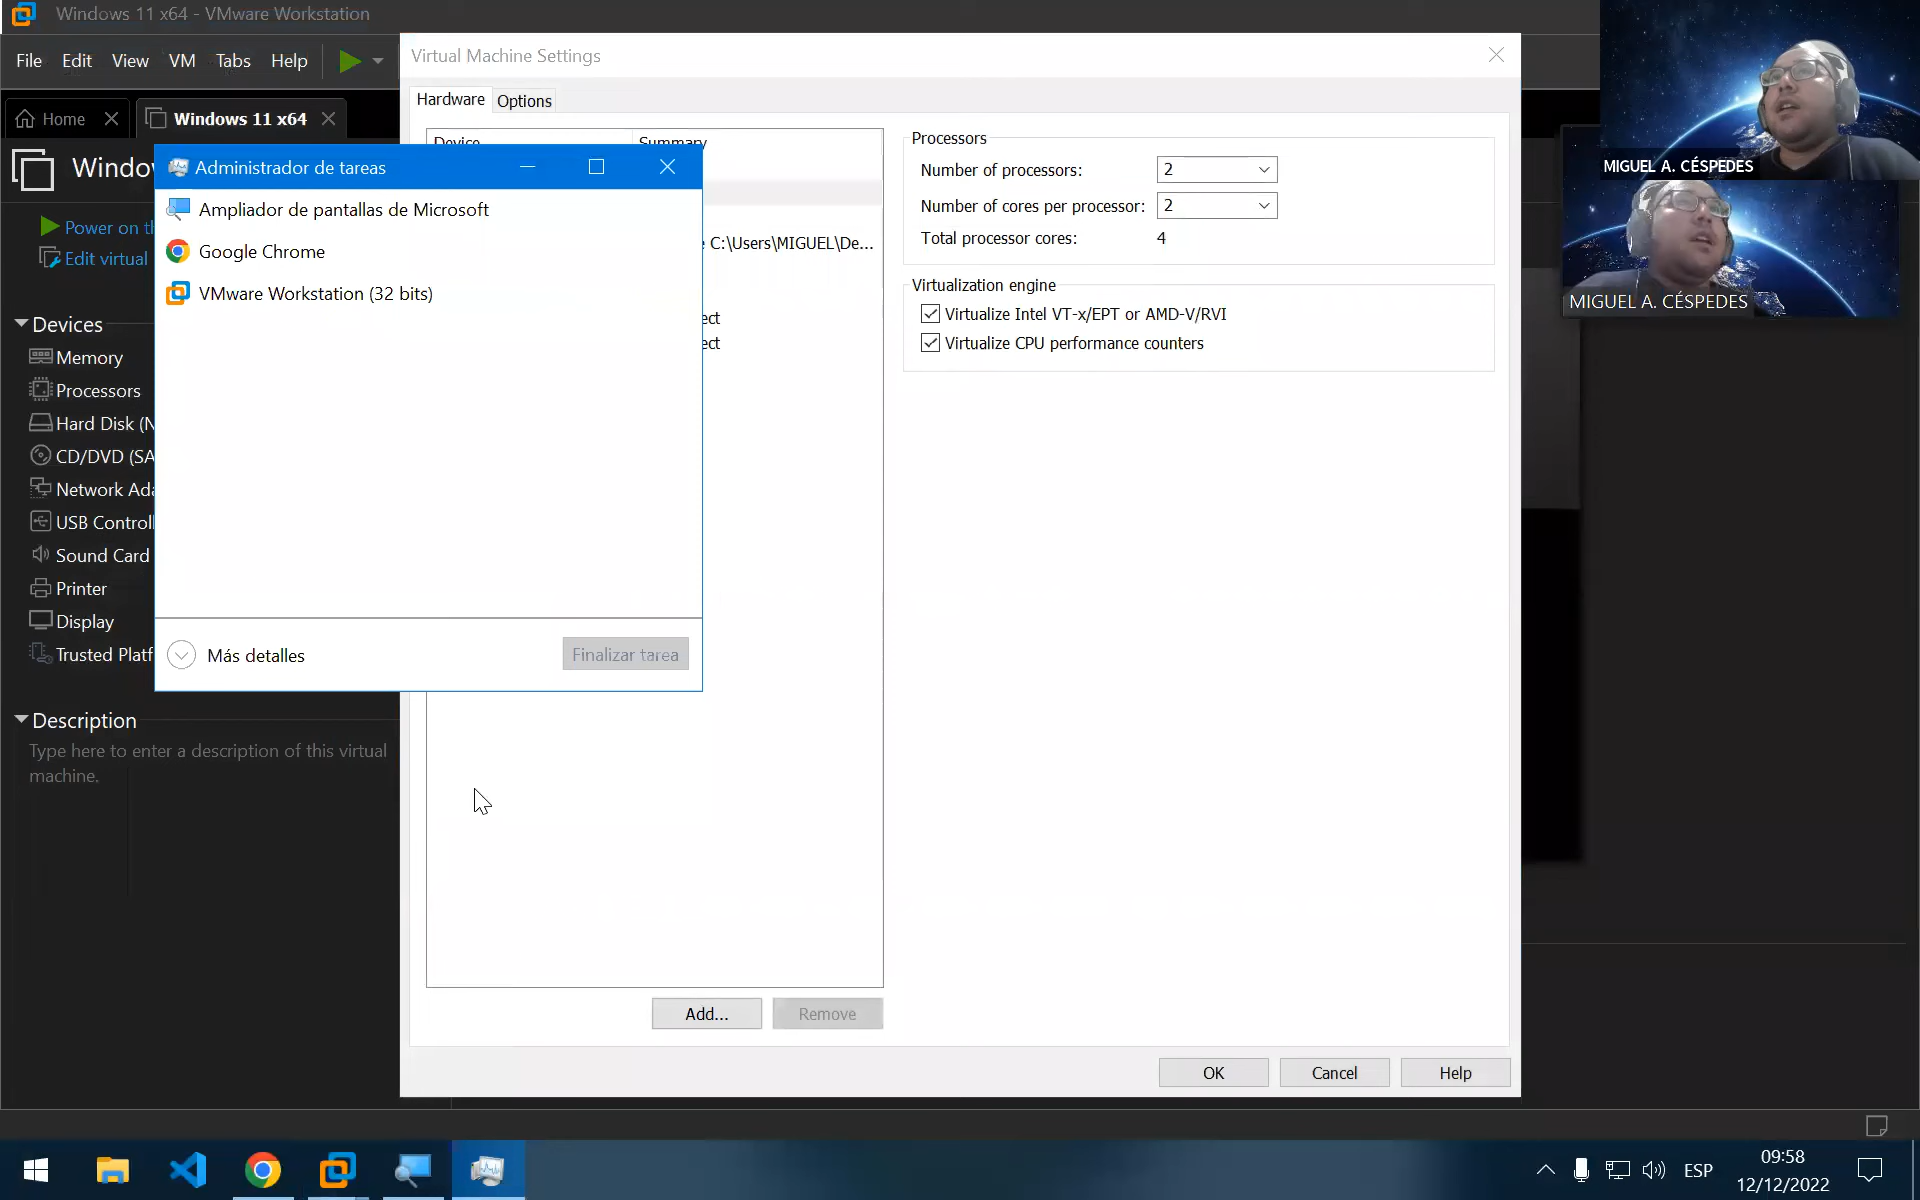 Windows 11 x64 - VMware Workstation
File Edit View VM Tabs Help
Virtual Machine Settings
Home
Windows 11 x64
Hardware Options
Device Summary
Administrador de tareas
Ampliador de pantallas de Microsoft
Google Chrome
VMware Workstation (32 bits)
Más detalles
Finalizar tarea
C:\Users\MIGUEL\De...
ect
ect
Processors
Number of processors: 2
Number of cores per processor: 2
Total processor cores: 4
Virtualization engine
Virtualize Intel VT-x/EPT or AMD-V/RVI
Virtualize CPU performance counters
MIGUEL A. CÉSPEDES
MIGUEL A. CÉSPEDES
Windo
Power on th
Edit virtual
Devices
Memory
Processors
Hard Disk (N
CD/DVD (SA
Network Ada
USB Controll
Sound Card
Printer
Display
Trusted Platf
Description
Type here to enter a description of this virtual
machine.
Add... Remove
OK Cancel Help
ESP
09:58
12/12/2022